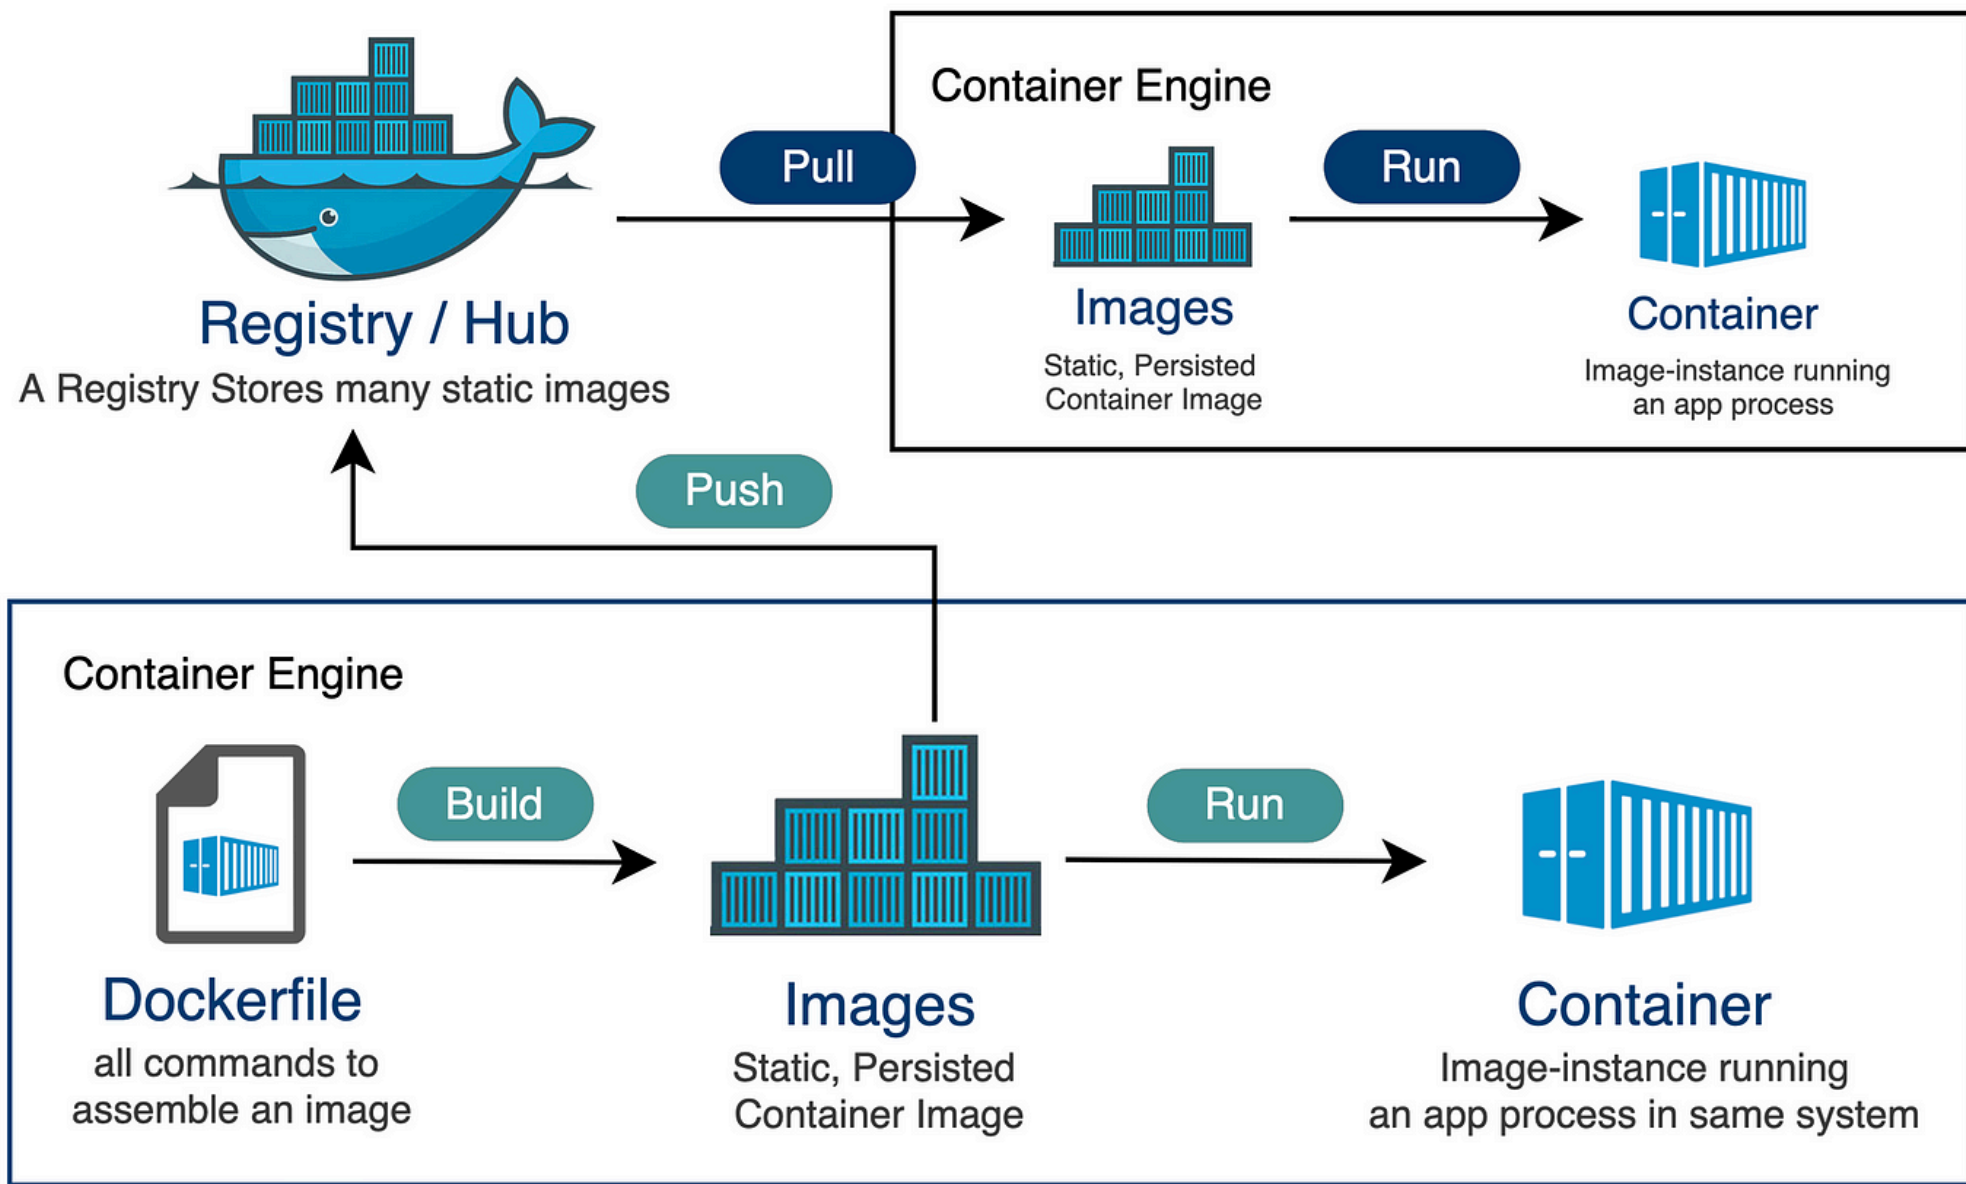 Container Engine
Pull
Run
Registry / Hub
A Registry Stores many static images
Images
Static, Persisted
Container Image
Container
Image-instance running
an app process
Push
Container Engine
Build
Run
Dockerfile
all commands to
assemble an image
Images
Static, Persisted
Container Image
Container
Image-instance running
an app process in same system